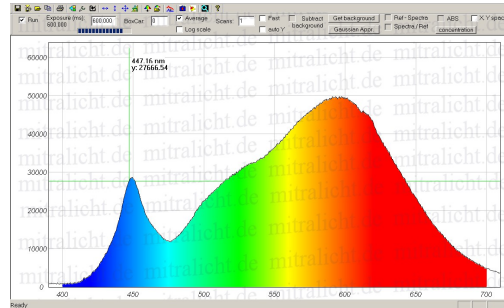 Run
Exposure (ms):
600.000
600.000
BoxCar
Average
Log scale
Scans:
1
Fast
auto Y
Subtract background
Get background
Gaussian Appr.
Ref - Spectra
Spectra / Ref
ABS
concentration
447.16 nm
y: 27666.54
60000
50000
40000
30000
20000
10000
0
400
450
500
550
600
650
700
mitralicht.de
Ready